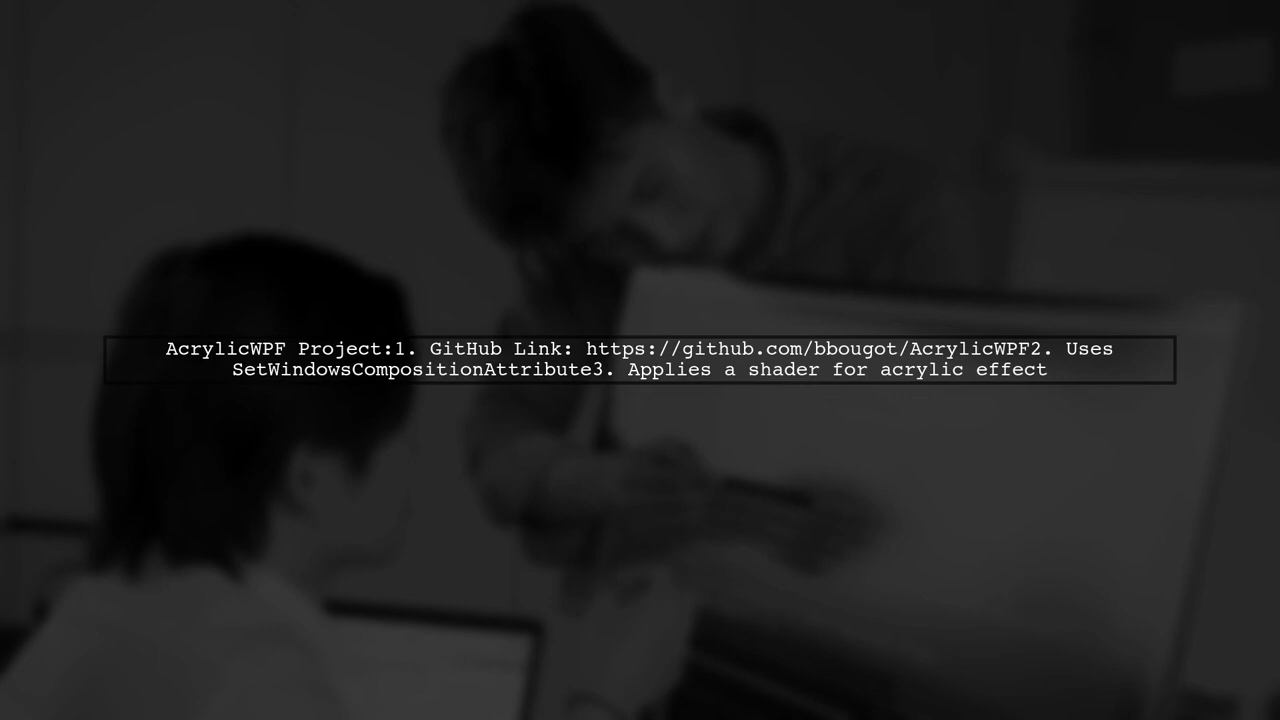 AcrylicWPF Project:1. GitHub Link: https://github.com/bbougot/AcrylicWPF2. Uses
SetWindowsCompositionAttribute3. Applies a shader for acrylic effect